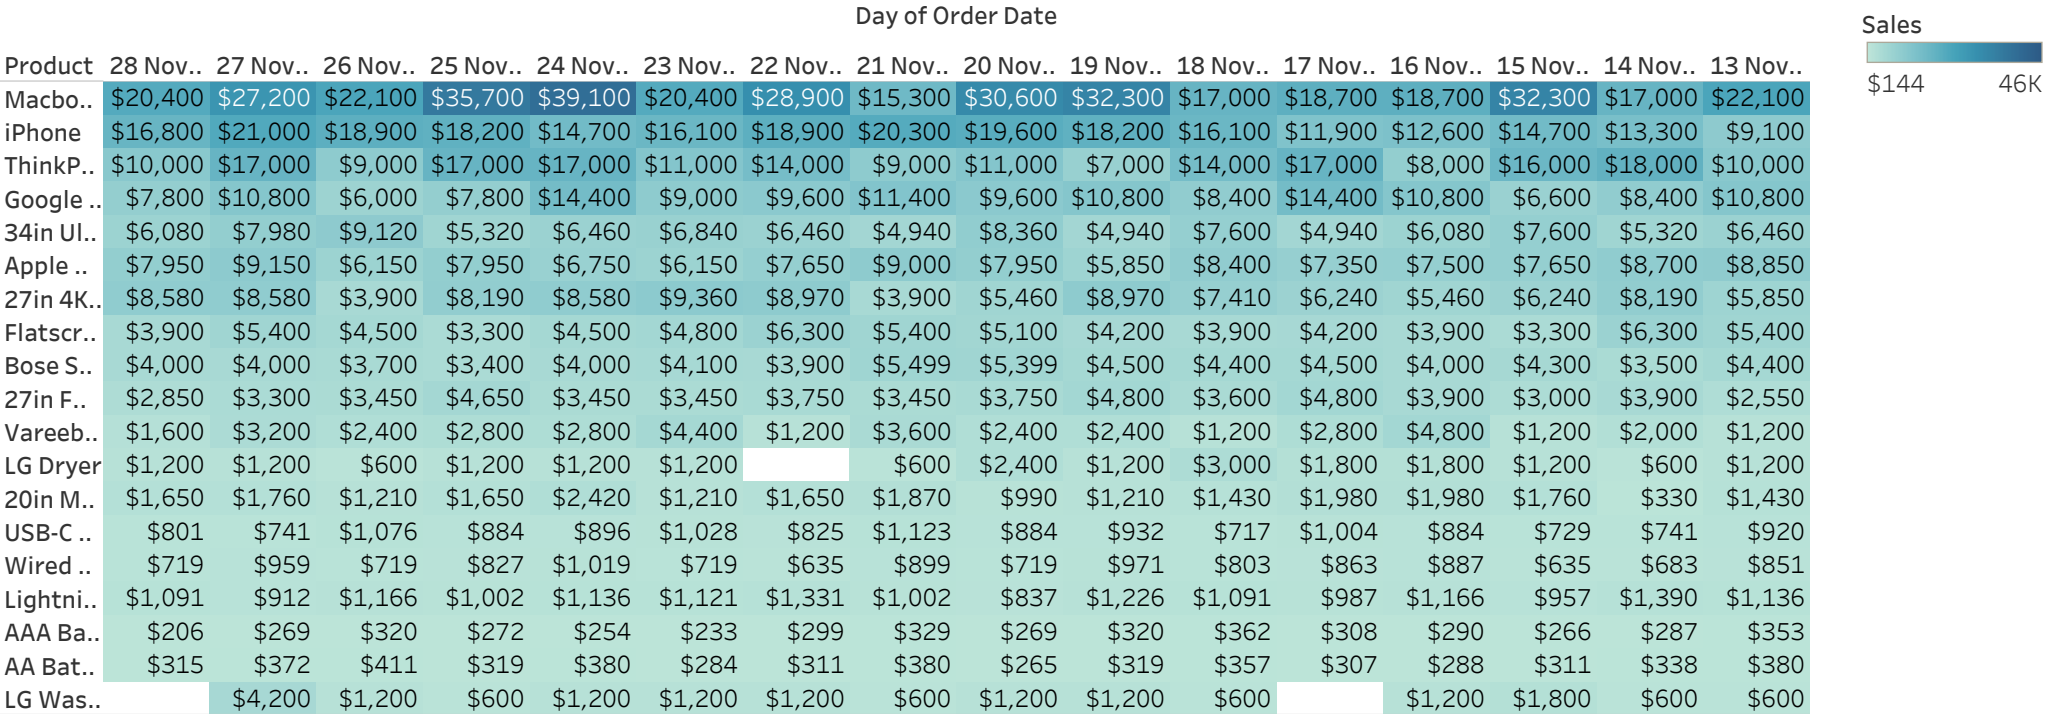 Day of Order Date
Sales
$144 46K
Product 28 Nov.. 27 Nov.. 26 Nov.. 25 Nov.. 24 Nov.. 23 Nov.. 22 Nov.. 21 Nov.. 20 Nov.. 19 Nov.. 18 Nov.. 17 Nov.. 16 Nov.. 15 Nov.. 14 Nov.. 13 Nov..
Macbo.. $20,400 $27,200 $22,100 $35,700 $39,100 $20,400 $28,900 $15,300 $30,600 $32,300 $17,000 $18,700 $18,700 $32,300 $17,000 $22,100
iPhone $16,800 $21,000 $18,900 $18,200 $14,700 $16,100 $18,900 $20,300 $19,600 $18,200 $16,100 $11,900 $12,600 $14,700 $13,300 $9,100
ThinkP.. $10,000 $17,000 $9,000 $17,000 $17,000 $11,000 $14,000 $9,000 $11,000 $7,000 $14,000 $17,000 $8,000 $16,000 $18,000 $10,000
Google .. $7,800 $10,800 $6,000 $7,800 $14,400 $9,000 $9,600 $11,400 $9,600 $10,800 $8,400 $14,400 $10,800 $6,600 $8,400 $10,800
34in Ul.. $6,080 $7,980 $9,120 $5,320 $6,460 $6,840 $6,460 $4,940 $8,360 $4,940 $7,600 $4,940 $6,080 $7,600 $5,320 $6,460
Apple .. $7,950 $9,150 $6,150 $7,950 $6,750 $6,150 $7,650 $9,000 $7,950 $5,850 $8,400 $7,350 $7,500 $7,650 $8,700 $8,850
27in 4K.. $8,580 $8,580 $3,900 $8,190 $8,580 $9,360 $8,970 $3,900 $5,460 $8,970 $7,410 $6,240 $5,460 $6,240 $8,190 $5,850
Flatscr.. $3,900 $5,400 $4,500 $3,300 $4,500 $4,800 $6,300 $5,400 $5,100 $4,200 $3,900 $4,200 $3,900 $3,300 $6,300 $5,400
Bose S.. $4,000 $4,000 $3,700 $3,400 $4,000 $4,100 $3,900 $5,499 $5,399 $4,500 $4,400 $4,500 $4,000 $4,300 $3,500 $4,400
27in F.. $2,850 $3,300 $3,450 $4,650 $3,450 $3,450 $3,750 $3,450 $3,750 $4,800 $3,600 $4,800 $3,900 $3,000 $3,900 $2,550
Vareeb.. $1,600 $3,200 $2,400 $2,800 $2,800 $4,400 $1,200 $3,600 $2,400 $2,400 $1,200 $2,800 $4,800 $1,200 $2,000 $1,200
LG Dryer $1,200 $1,200 $600 $1,200 $1,200 $1,200 $600 $2,400 $1,200 $3,000 $1,800 $1,800 $1,200 $600 $1,200
20in M.. $1,650 $1,760 $1,210 $1,650 $2,420 $1,210 $1,650 $1,870 $990 $1,210 $1,430 $1,980 $1,980 $1,760 $330 $1,430
USB-C .. $801 $741 $1,076 $884 $896 $1,028 $825 $1,123 $884 $932 $717 $1,004 $884 $729 $741 $920
Wired .. $719 $959 $719 $827 $1,019 $719 $635 $899 $719 $971 $803 $863 $887 $635 $683 $851
Lightni.. $1,091 $912 $1,166 $1,002 $1,136 $1,121 $1,331 $1,002 $837 $1,226 $1,091 $987 $1,166 $957 $1,390 $1,136
AAA Ba.. $206 $269 $320 $272 $254 $233 $299 $329 $269 $320 $362 $308 $290 $266 $287 $353
AA Bat.. $315 $372 $411 $319 $380 $284 $311 $380 $265 $319 $357 $307 $288 $311 $338 $380
LG Was.. $4,200 $1,200 $600 $1,200 $1,200 $1,200 $600 $1,200 $1,200 $600 $1,200 $1,800 $600 $600